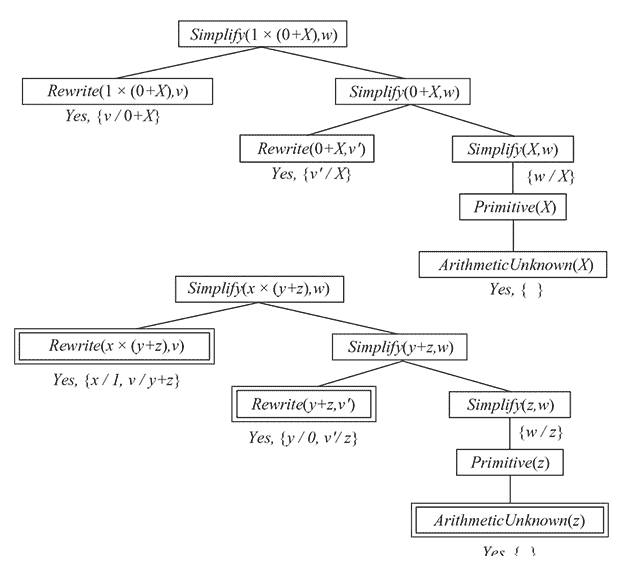 Simplify(1 × (0+X),w)
Rewrite(1 × (0+X),v)
Simplify(0+X,w)
Yes, {v / 0+X}
Rewrite(0+X,v′)
Simplify(X,w)
Yes, {v′ / X}
{w / X}
Primitive(X)
ArithmeticUnknown(X)
Yes, { }
Simplify(x × (y+z),w)
Rewrite(x × (y+z),v)
Simplify(y+z,w)
Yes, {x / 1, v / y+z}
Rewrite(y+z,v′)
Simplify(z,w)
Yes, {y / 0, v′/ z}
{w / z}
Primitive(z)
ArithmeticUnknown(z)
Yes, { }